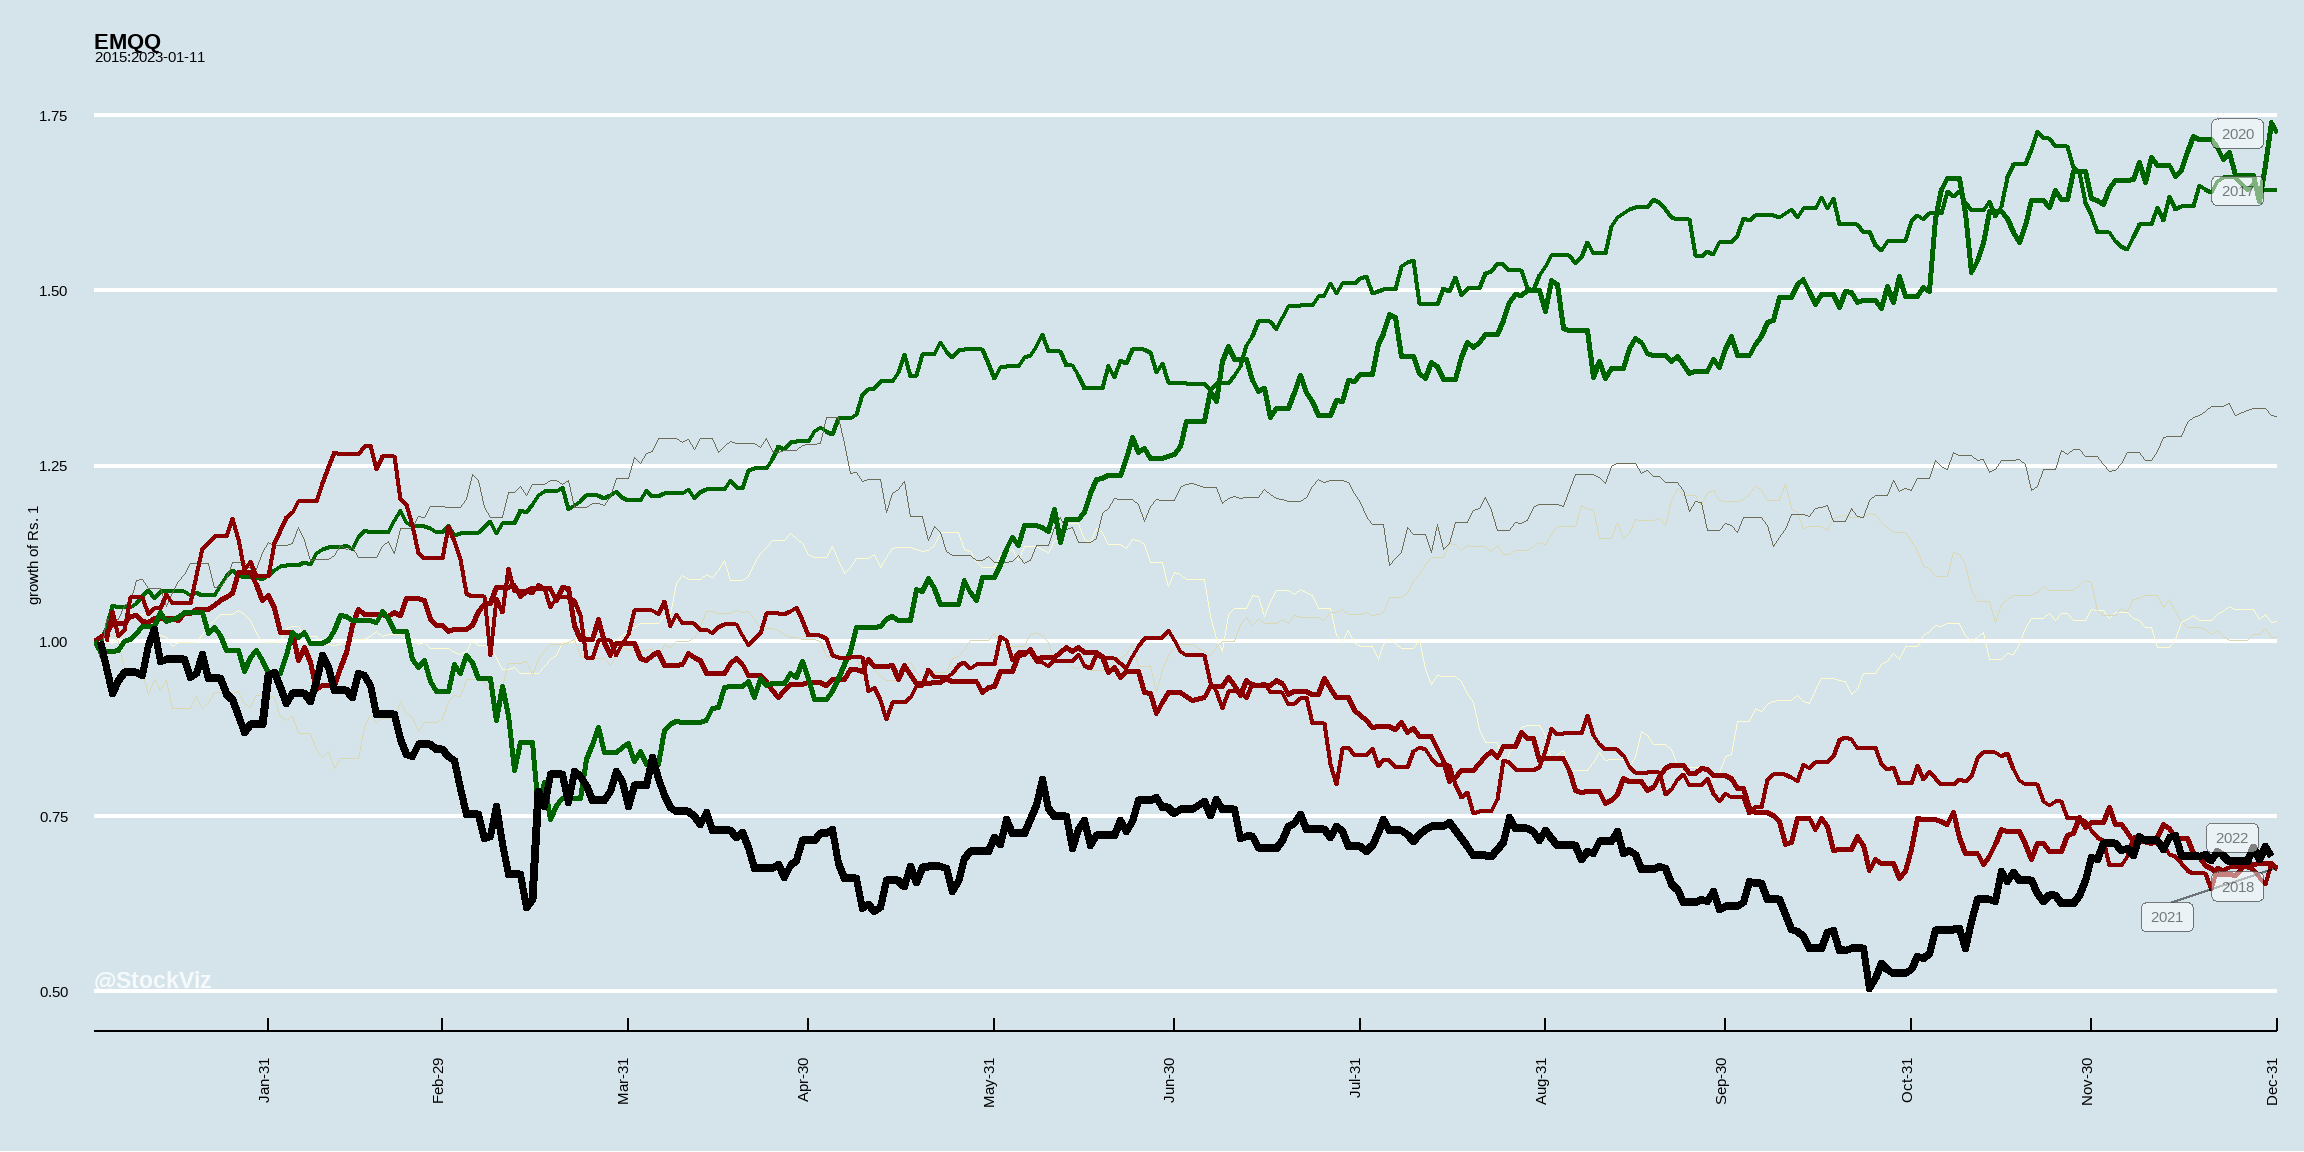 EMQQ
2015:2023-01-11
1.75
1.50
1.25
1.00
0.75
0.50
growth of Rs. 1
2020
2017
2022
2018
2021
@StockViz
Jan-31
Feb-29
Mar-31
Apr-30
May-31
Jun-30
Jul-31
Aug-31
Sep-30
Oct-31
Nov-30
Dec-31